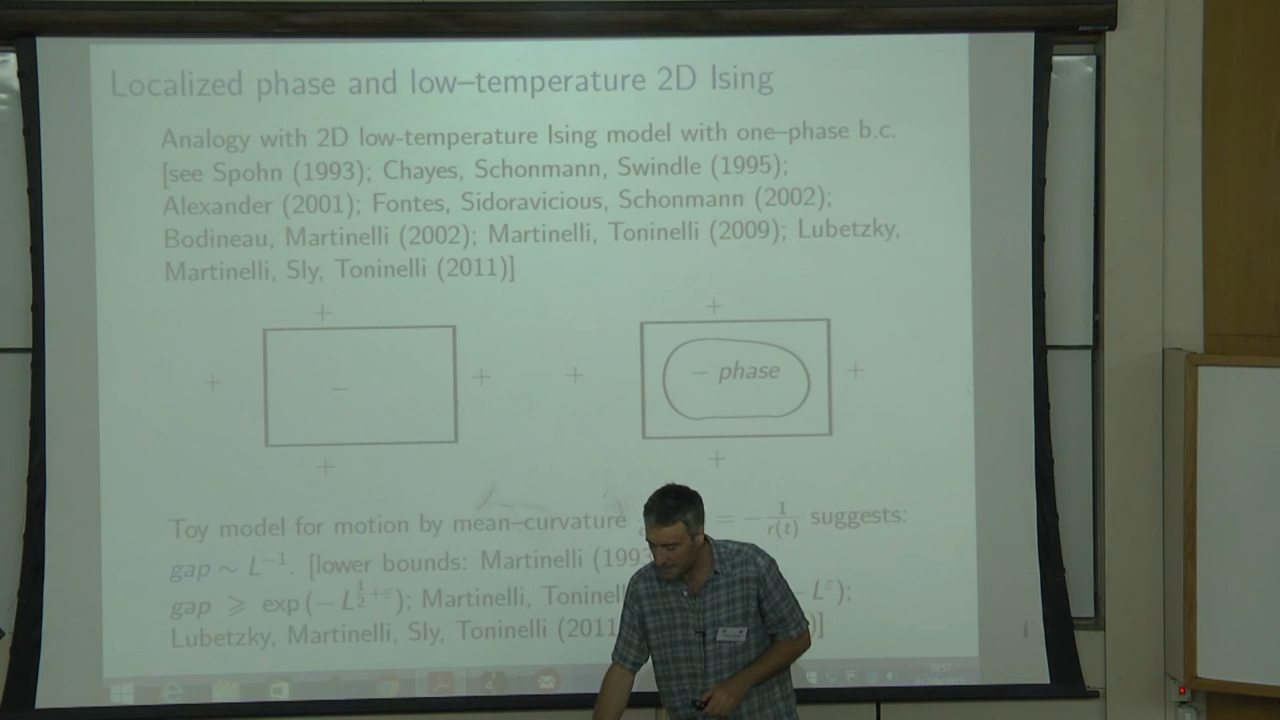 Localized phase and low–temperature 2D Ising
Analogy with 2D low-temperature Ising model with one–phase b.c.
[see Spohn (1993); Chayes, Schonmann, Swindle (1995);
Alexander (2001); Fontes, Sidoravicious, Schonmann (2002);
Bodineau, Martinelli (2002); Martinelli, Toninelli (2009); Lubetzky,
Martinelli, Sly, Toninelli (2011)]
+ +
+ − + + − phase +
+ +
Toy model for motion by mean–curvature = −1/r(t) suggests:
gap ∼ L⁻¹. [lower bounds: Martinelli (199
gap ⩾ exp(−L^{1/2+ε}); Martinelli, Toninel L^ε);
Lubetzky, Martinelli, Sly, Toninelli (2011 )]